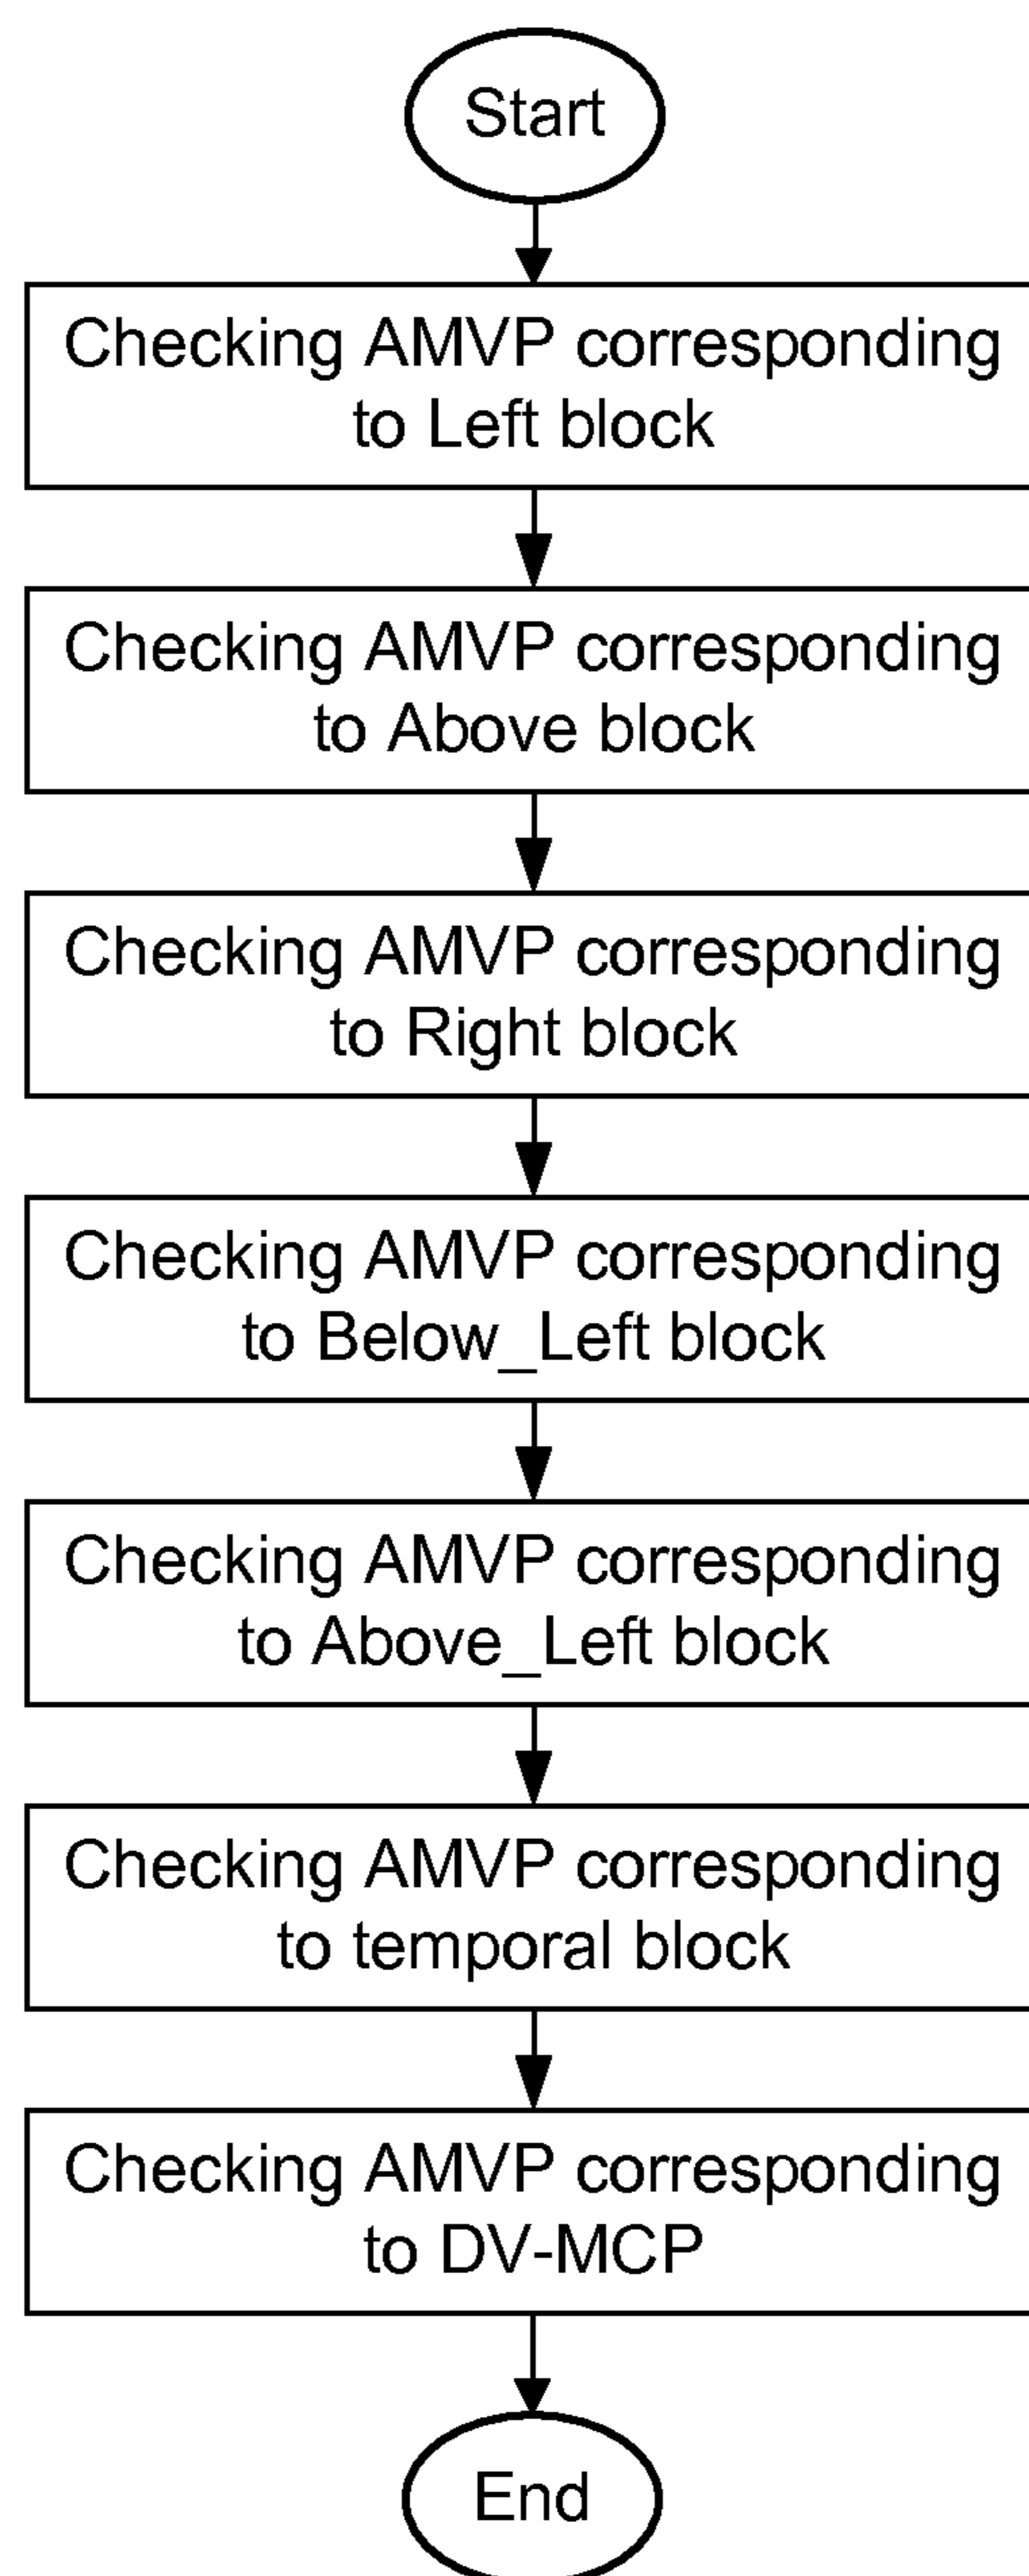 Start
Checking AMVP corresponding
to Left block
Checking AMVP corresponding
to Above block
Checking AMVP corresponding
to Right block
Checking AMVP corresponding
to Below_Left block
Checking AMVP corresponding
to Above_Left block
Checking AMVP corresponding
to temporal block
Checking AMVP corresponding
to DV-MCP
End